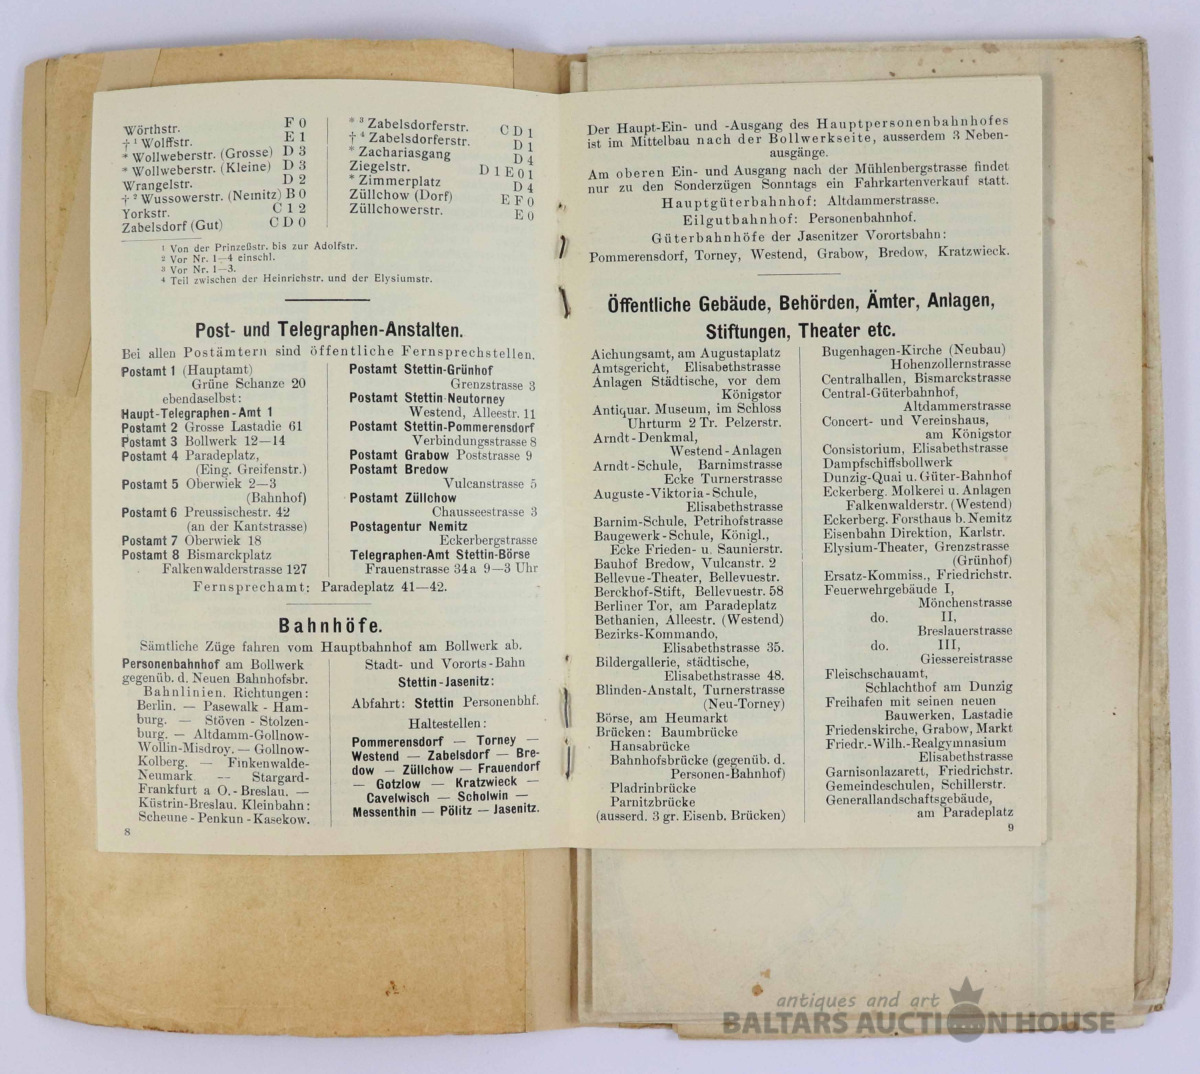 Wörthstr. F 0
† ¹ Wolffstr. E 1
* Wollweberstr. (Grosse) D 3
* Wollweberstr. (Kleine) D 3
Wrangelstr. D 2
† ² Wussowerstr. (Nemitz) B 0
Yorkstr. C 1 2
Zabelsdorf (Gut) C D 0
* ³ Zabelsdorferstr. C D 1
† ⁴ Zabelsdorferstr. D 1
* Zachariasgang D 4
Ziegelstr. D 1 E 0 1
* Zimmerplatz D 4
Züllchow (Dorf) E F 0
Züllchowerstr. E 0
¹ Von der Prinzeßstr. bis zur Adolfstr.
² Vor Nr. 1—4 einschl.
³ Vor Nr. 1—3.
⁴ Teil zwischen der Heinrichstr. und der Elysiumstr.
Post- und Telegraphen-Anstalten.
Bei allen Postämtern sind öffentliche Fernsprechstellen.
Postamt 1 (Hauptamt)
Grüne Schanze 20
ebendaselbst:
Haupt-Telegraphen-Amt 1
Postamt 2 Grosse Lastadie 61
Postamt 3 Bollwerk 12—14
Postamt 4 Paradeplatz,
(Eing. Greifenstr.)
Postamt 5 Oberwiek 2—3
(Bahnhof)
Postamt 6 Preussischestr. 42
(an der Kantstrasse)
Postamt 7 Oberwiek 18
Postamt 8 Bismarckplatz
Falkenwalderstrasse 127
Postamt Stettin-Grünhof
Grenzstrasse 3
Postamt Stettin-Neutorney
Westend, Alleestr. 11
Postamt Stettin-Pommerensdorf
Verbindungsstrasse 8
Postamt Grabow Poststrasse 9
Postamt Bredow
Vulcanstrasse 5
Postamt Züllchow
Chausseestrasse 3
Postagentur Nemitz
Eckerbergstrasse
Telegraphen-Amt Stettin-Börse
Frauenstrasse 34a 9—3 Uhr
Fernsprechamt: Paradeplatz 41—42.
Bahnhöfe.
Sämtliche Züge fahren vom Hauptbahnhof am Bollwerk ab.
Personenbahnhof am Bollwerk
gegenüb. d. Neuen Bahnhofsbr.
Bahnlinien. Richtungen:
Berlin. — Pasewalk - Ham-
burg. — Stöven - Stolzen-
burg. — Altdamm-Gollnow-
Wollin-Misdroy. — Gollnow-
Kolberg. — Finkenwalde-
Neumark — Stargard-
Frankfurt a O.-Breslau. —
Küstrin-Breslau. Kleinbahn:
Scheune - Penkun - Kasekow.
Stadt- und Vororts-Bahn
Stettin-Jasenitz:
Abfahrt: Stettin Personenbhf.
Haltestellen:
Pommerensdorf — Torney —
Westend — Zabelsdorf — Bre-
dow — Züllchow — Frauendorf
— Gotzlow — Kratzwieck —
Cavelwisch — Scholwin —
Messenthin — Pölitz — Jasenitz.
8
Der Haupt-Ein- und -Ausgang des Hauptpersonenbahnhofes
ist im Mittelbau nach der Bollwerkseite, ausserdem 3 Neben-
ausgänge.
Am oberen Ein- und Ausgang nach der Mühlenbergstrasse findet
nur zu den Sonderzügen Sonntags ein Fahrkartenverkauf statt.
Hauptgüterbahnhof: Altdammerstrasse.
Eilgutbahnhof: Personenbahnhof.
Güterbahnhöfe der Jasenitzer Vorortsbahn:
Pommerensdorf, Torney, Westend, Grabow, Bredow, Kratzwieck.
Öffentliche Gebäude, Behörden, Ämter, Anlagen,
Stiftungen, Theater etc.
Aichungsamt, am Augustaplatz
Amtsgericht, Elisabethstrasse
Anlagen Städtische, vor dem
Königstor
Antiquar. Museum, im Schloss
Uhrturm 2 Tr. Pelzerstr.
Arndt-Denkmal,
Westend-Anlagen
Arndt-Schule, Barnimstrasse
Ecke Turnerstrasse
Auguste-Viktoria-Schule,
Elisabethstrasse
Barnim-Schule, Petrihofstrasse
Baugewerk-Schule, Königl.,
Ecke Frieden- u. Saunierstr.
Bauhof Bredow, Vulcanstr. 2
Bellevue-Theater, Bellevuestr.
Berckhof-Stift, Bellevuestr. 58
Berliner Tor, am Paradeplatz
Bethanien, Alleestr. (Westend)
Bezirks-Kommando,
Elisabethstrasse 35.
Bildergallerie, städtische,
Elisabethstrasse 48.
Blinden-Anstalt, Turnerstrasse
(Neu-Torney)
Börse, am Heumarkt
Brücken: Baumbrücke
Hansabrücke
Bahnhofsbrücke (gegenüb. d.
Personen-Bahnhof)
Pladrinbrücke
Parnitzbrücke
(ausserd. 3 gr. Eisenb. Brücken)
Bugenhagen-Kirche (Neubau)
Hohenzollernstrasse
Centralhallen, Bismarckstrasse
Central-Güterbahnhof,
Altdammerstrasse
Concert- und Vereinshaus,
am Königstor
Consistorium, Elisabethstrasse
Dampfschiffsbollwerk
Dunzig-Quai u. Güter-Bahnhof
Eckerberg. Molkerei u. Anlagen
Falkenwalderstr. (Westend)
Eckerberg. Forsthaus b. Nemitz
Eisenbahn Direktion, Karlstr.
Elysium-Theater, Grenzstrasse
(Grünhof)
Ersatz-Kommiss., Friedrichstr.
Feuerwehrgebäude I,
Mönchenstrasse
do. II,
Breslauerstrasse
do. III,
Giessereistrasse
Fleischschauamt,
Schlachthof am Dunzig
Freihafen mit seinen neuen
Bauwerken, Lastadie
Friedenskirche, Grabow, Markt
Friedr.-Wilh.-Realgymnasium
Elisabethstrasse
Garnisonlazarett, Friedrichstr.
Gemeindeschulen, Schillerstr.
Generallandschaftsgebäude,
am Paradeplatz
9
antiques and art
BALTARS AUCTION HOUSE